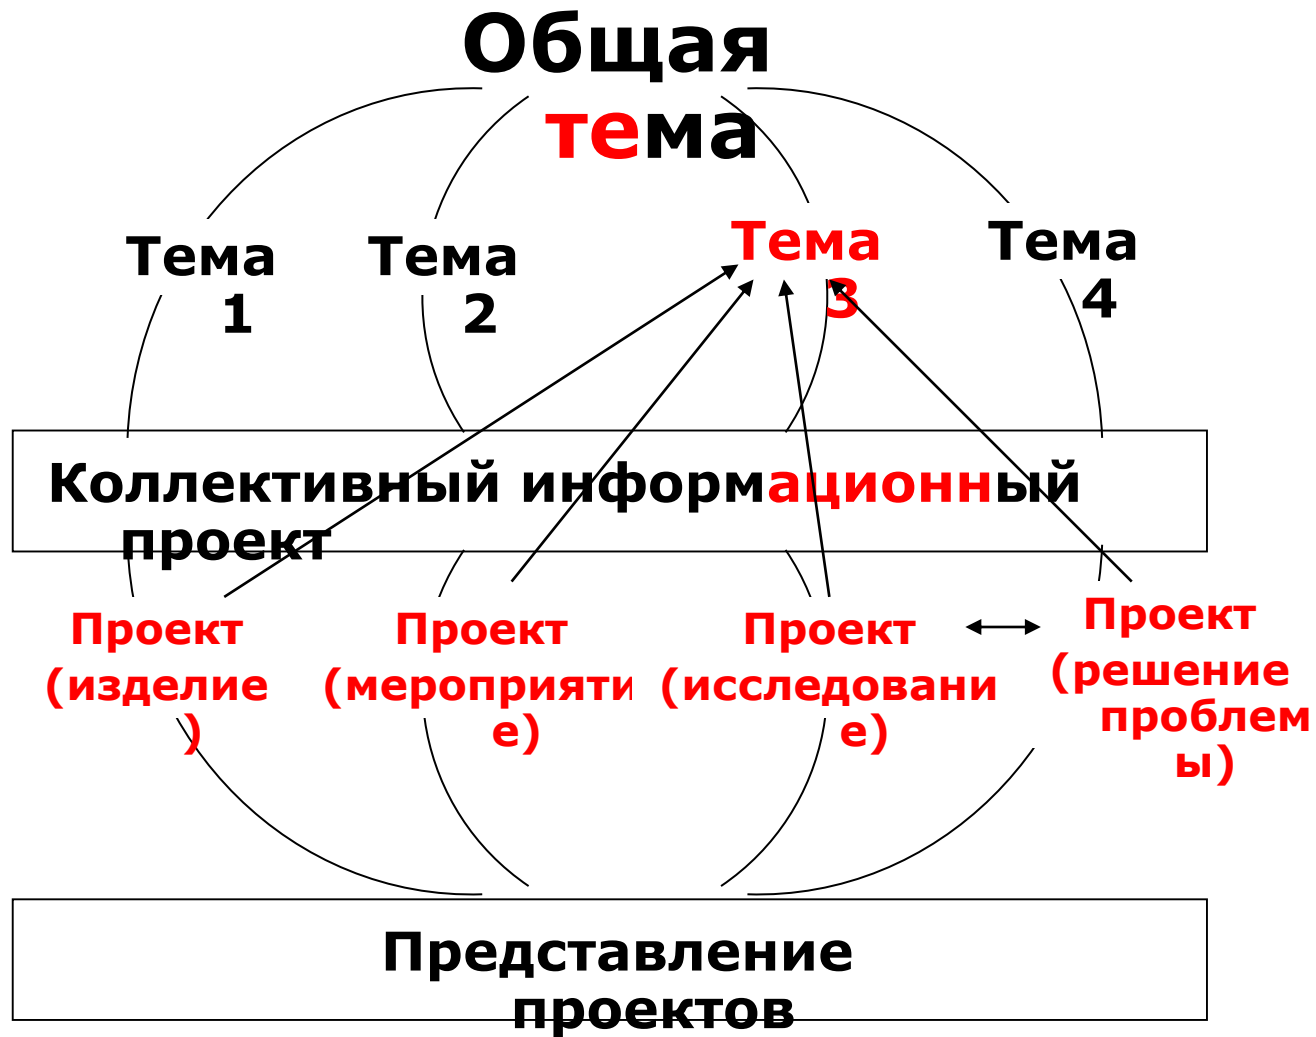 Общая
тема
Тема
1
Тема
2
Тема
3
Тема
4
Коллективный информационный
проект
Проект
(изделие
)
Проект
(мероприяти
е)
Проект
(исследовани
е)
Проект
(решение
проблем
ы)
Представление
проектов